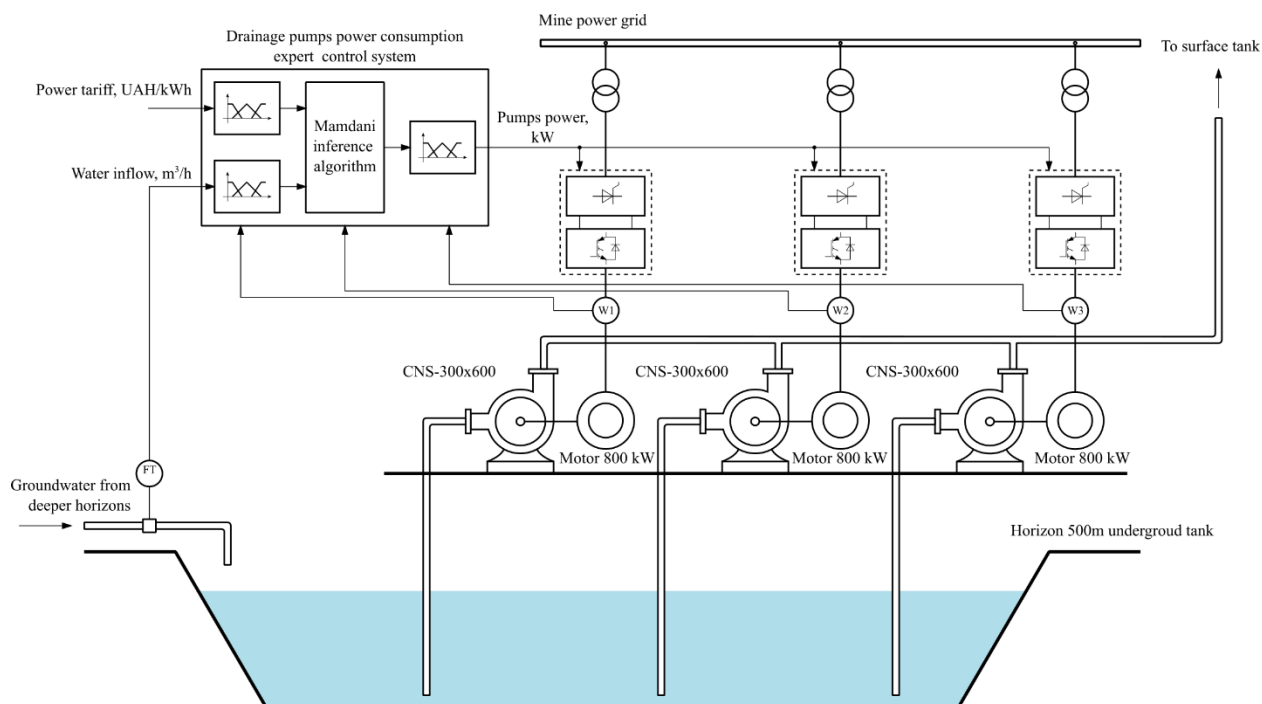 Mine power grid
Drainage pumps power consumption
expert control system
To surface tank
Power tariff, UAH/kWh
Mamdani
inference
algorithm
Pumps power,
kW
Water inflow, m³/h
W1
W2
W3
CNS-300x600
CNS-300x600
CNS-300x600
Motor 800 kW
Motor 800 kW
Motor 800 kW
FT
Groundwater from
deeper horizons
Horizon 500m undergroud tank